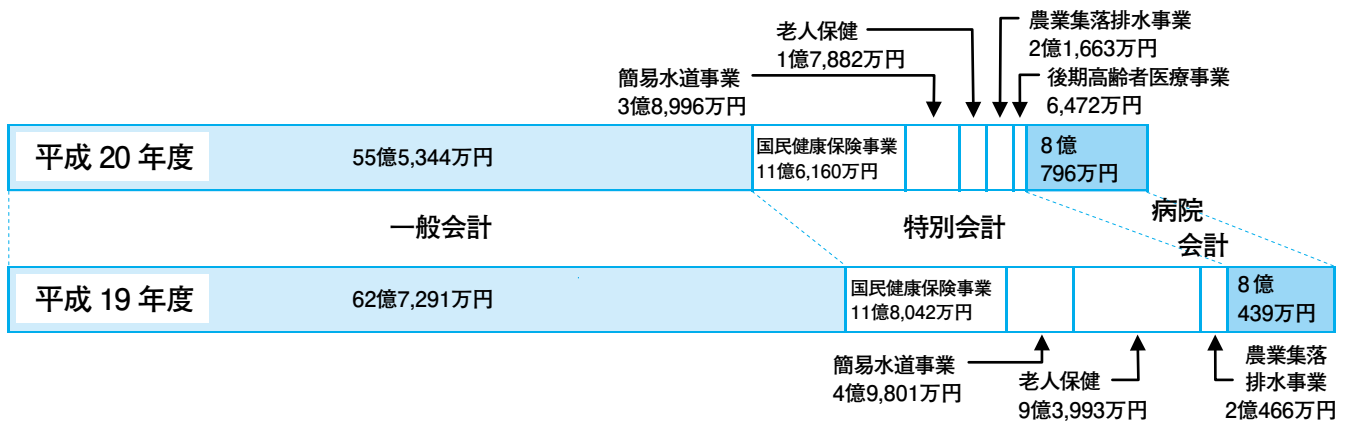 老人保健
1億7,882万円
農業集落排水事業
2億1,663万円
簡易水道事業
3億8,996万円
後期高齢者医療事業
6,472万円
平成 20 年度
55億5,344万円
国民健康保険事業
11億6,160万円
8億
796万円
一般会計
特別会計
病院
会計
平成 19 年度
62億7,291万円
国民健康保険事業
11億8,042万円
8億
439万円
簡易水道事業
4億9,801万円
老人保健
9億3,993万円
農業集落
排水事業
2億466万円